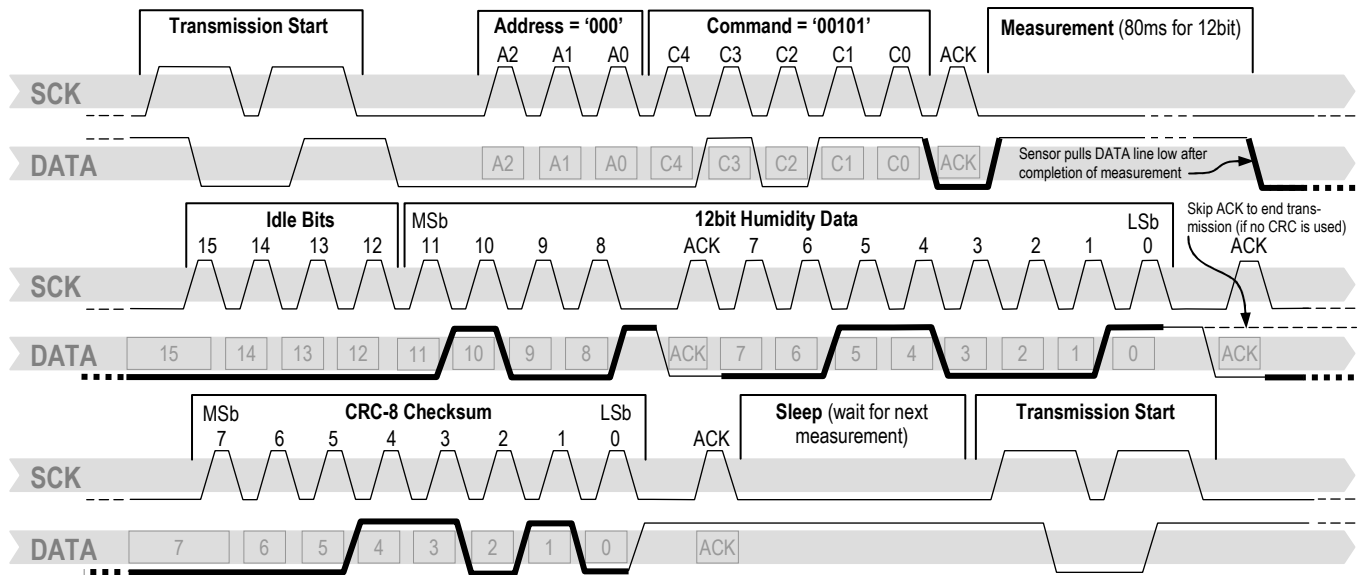 Transmission Start Address = ‘000’ Command = ‘00101’ Measurement (80ms for 12bit)
A2 A1 A0 C4 C3 C2 C1 C0 ACK
SCK
DATA A2 A1 A0 C4 C3 C2 C1 C0 ACK
Sensor pulls DATA line low after
completion of measurement
Skip ACK to end trans-
mission (if no CRC is used)
Idle Bits MSb 12bit Humidity Data LSb
15 14 13 12 11 10 9 8 ACK 7 6 5 4 3 2 1 0 ACK
SCK
DATA 15 14 13 12 11 10 9 8 ACK 7 6 5 4 3 2 1 0 ACK
MSb CRC-8 Checksum LSb Sleep (wait for next Transmission Start
measurement)
7 6 5 4 3 2 1 0 ACK
SCK
DATA 7 6 5 4 3 2 1 0 ACK